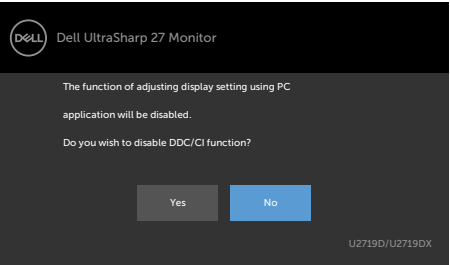 DELL
Dell UltraSharp 27 Monitor
The function of adjusting display setting using PC
application will be disabled.
Do you wish to disable DDC/CI function?
Yes
No
U2719D/U2719DX